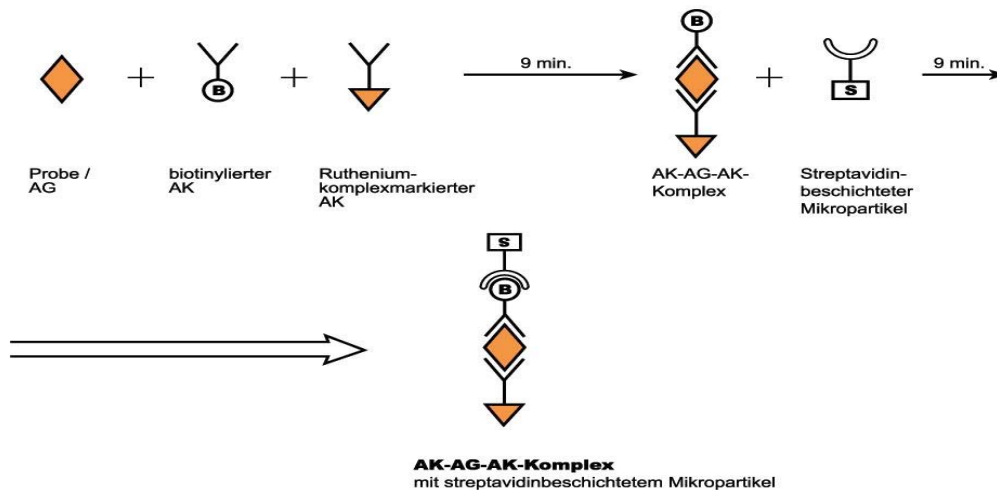 B
9 min.
9 min.
B
S
Probe /
AG
biotinylierter
AK
Ruthenium-
komplexmarkierter
AK
AK-AG-AK-
Komplex
Streptavidin-
beschichteter
Mikropartikel
S
B
AK-AG-AK-Komplex
mit streptavidinbeschichtetem Mikropartikel